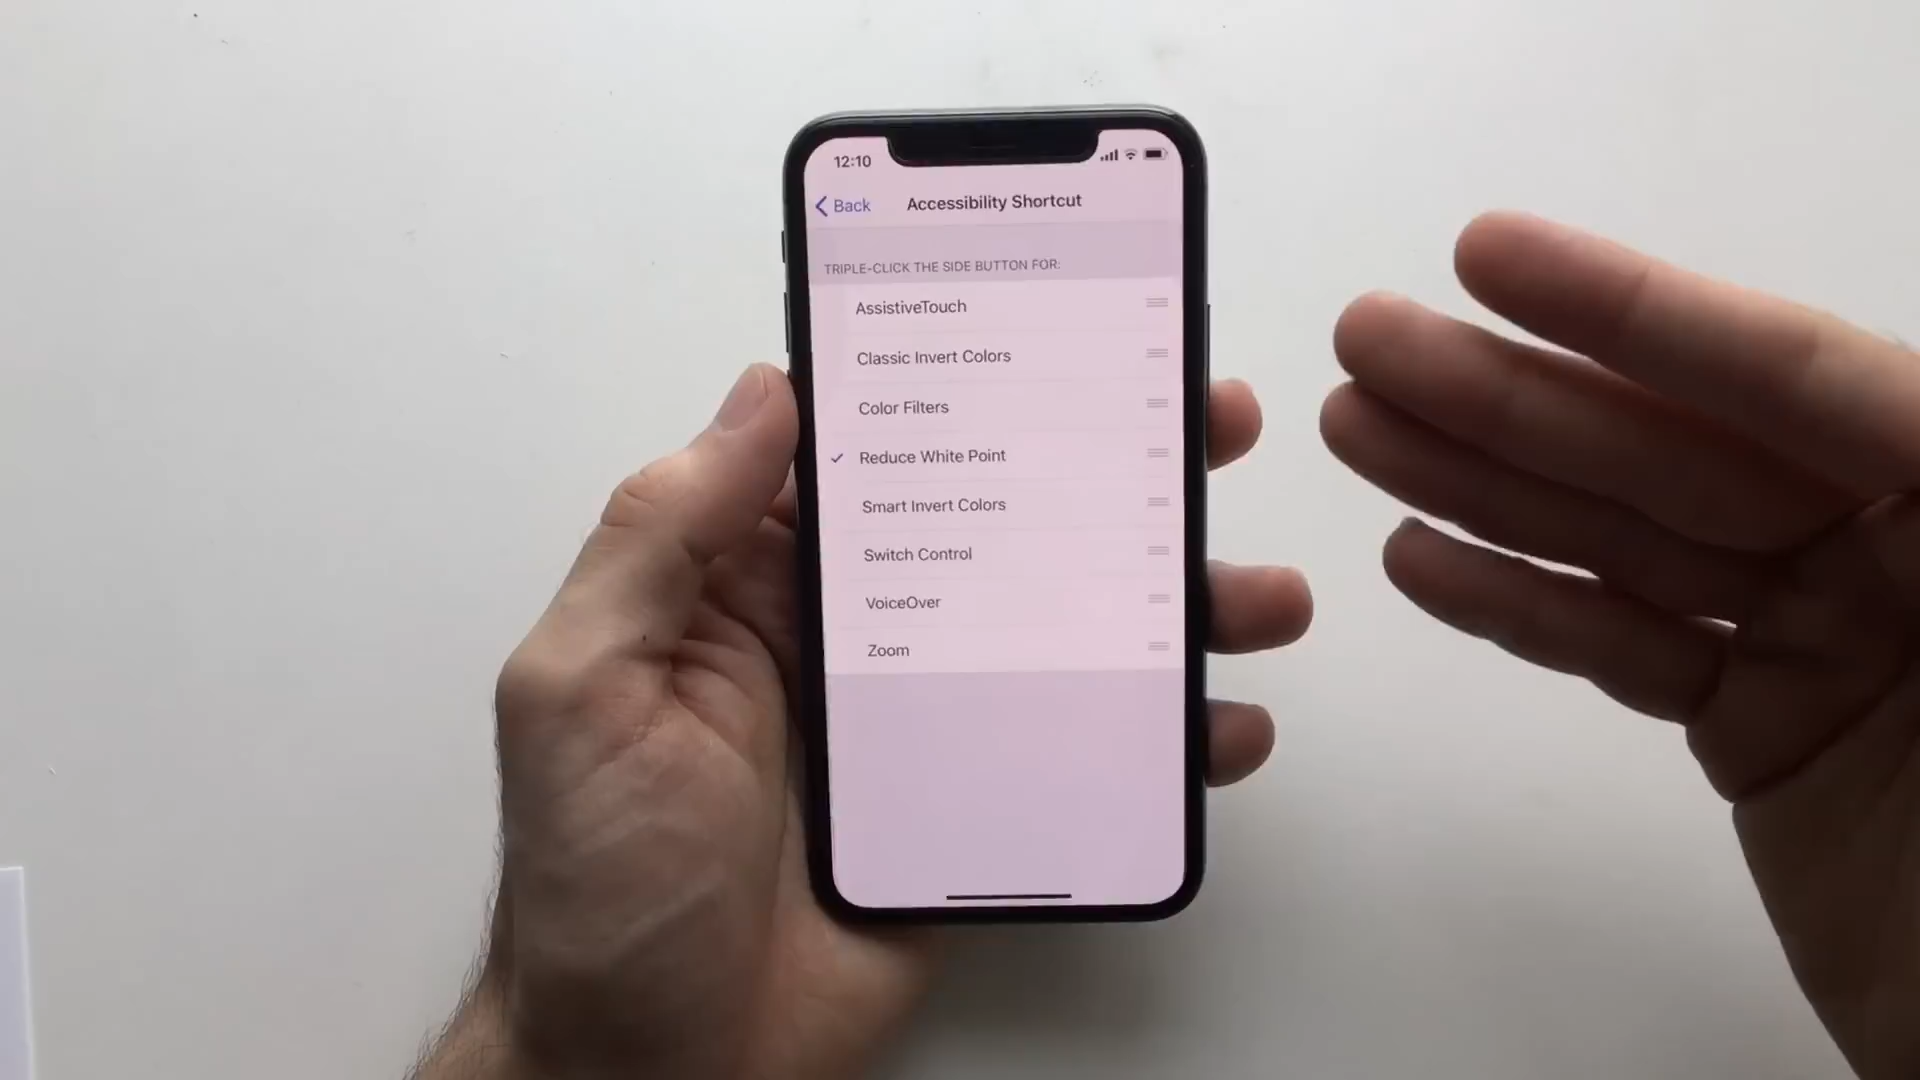 12:10
Back
Accessibility Shortcut
TRIPLE-CLICK THE SIDE BUTTON FOR:
AssistiveTouch
Classic Invert Colors
Color Filters
Reduce White Point
Smart Invert Colors
Switch Control
VoiceOver
Zoom